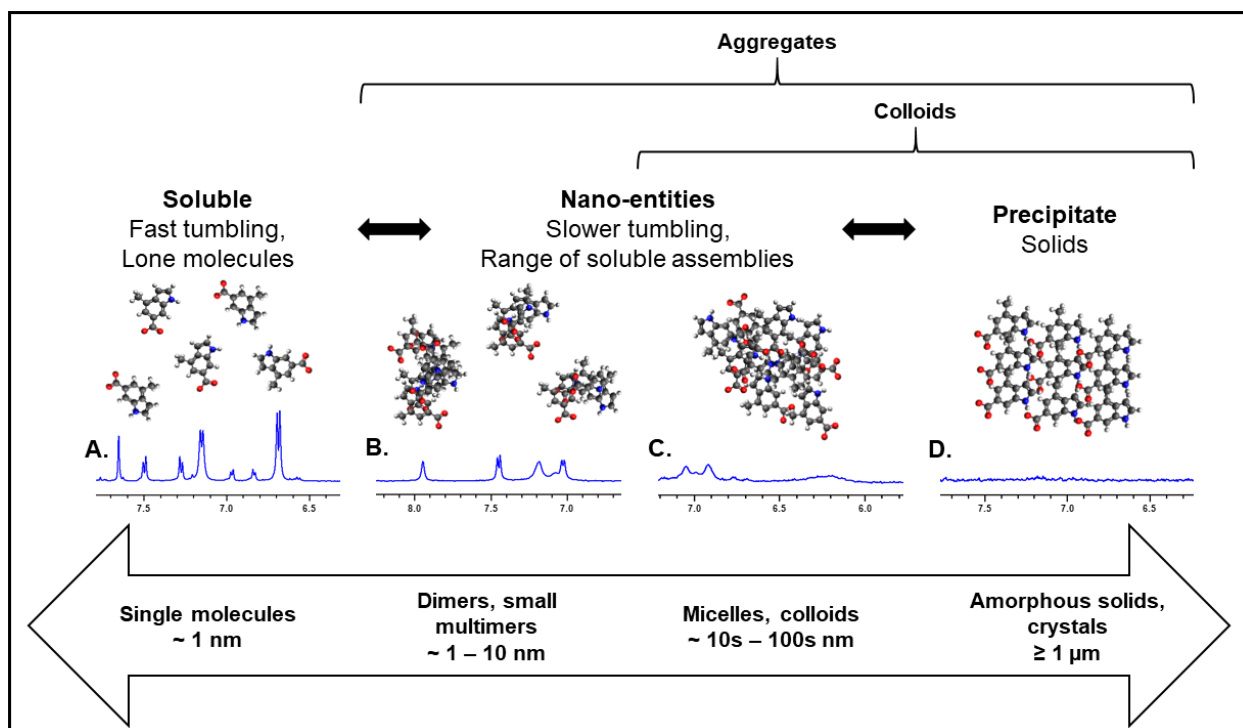 Aggregates
Colloids
Soluble
Fast tumbling,
Lone molecules
Nano-entities
Slower tumbling,
Range of soluble assemblies
Precipitate
Solids
A.
B.
C.
D.
7.5 7.0 6.5
8.0 7.5 7.0
7.0 6.5 6.0
7.5 7.0 6.5
Single molecules
~ 1 nm
Dimers, small
multimers
~ 1 – 10 nm
Micelles, colloids
~ 10s – 100s nm
Amorphous solids,
crystals
≥ 1 µm